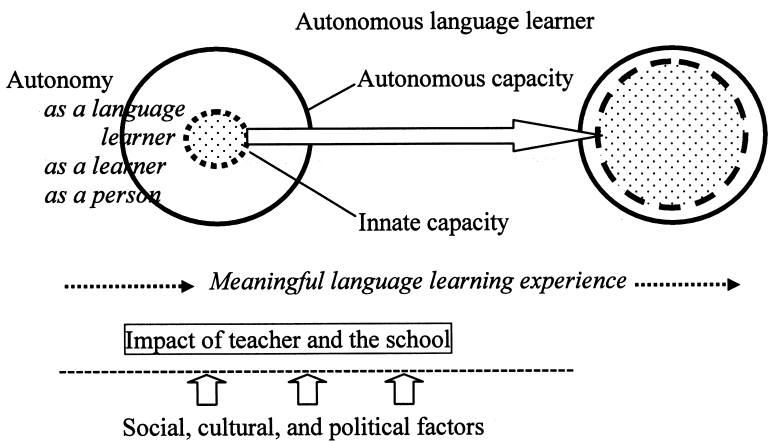 Autonomous language learner
Autonomy
as a language
learner
as a learner
as a person
Autonomous capacity
Innate capacity
Meaningful language learning experience
Impact of teacher and the school
Social, cultural, and political factors